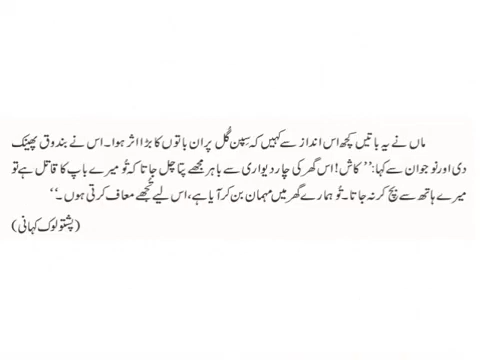 ماں نے یہ باتیں کچھ اس انداز سے کہیں کہ سپن گُل پر ان باتوں کا بڑا اثر ہوا۔ اس نے بندوق پھینک
دی اور نوجوان سے کہا: ’’کاش! اس گھر کی چار دیواری سے باہر مجھے پتا چل جاتا کہ تُو میرے باپ کا قاتل ہے تو
میرے ہاتھ سے بچ کر نہ جاتا۔ تُو ہمارے گھر میں مہمان بن کر آیا ہے، اس لیے تجھے معاف کرتی ہوں۔‘‘
(پشتو لوک کہانی)